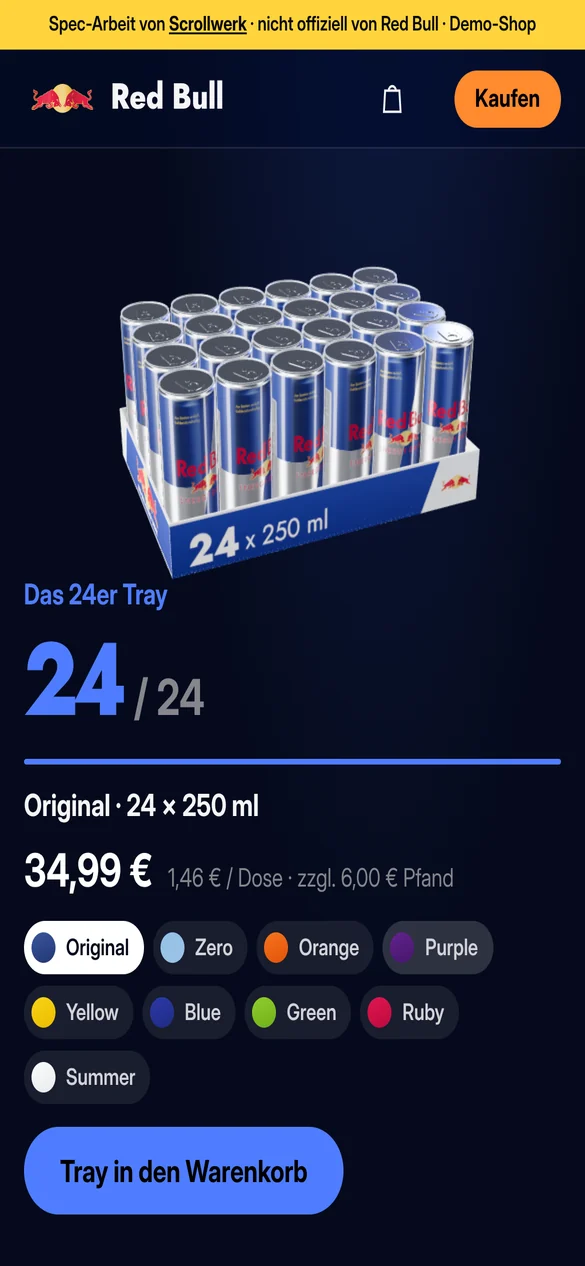 Spec-Arbeit von Scrollwerk · nicht offiziell von Red Bull · Demo-Shop
Red Bull
Kaufen
24 x 250 ml
Das 24er Tray
24 / 24
Original · 24 × 250 ml
34,99 € 1,46 € / Dose · zzgl. 6,00 € Pfand
Original Zero Orange Purple
Yellow Blue Green Ruby
Summer
Tray in den Warenkorb